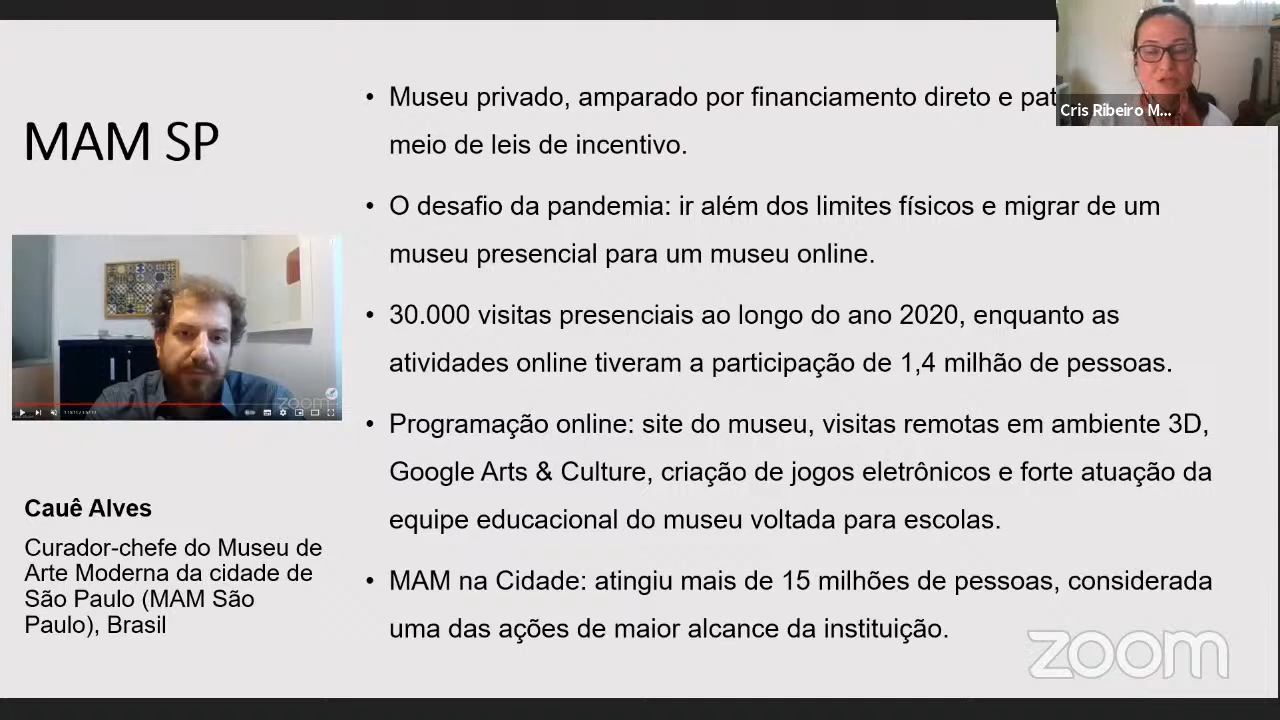 MAM SP
Cauê Alves
Curador-chefe do Museu de
Arte Moderna da cidade de
São Paulo (MAM São
Paulo), Brasil
• Museu privado, amparado por financiamento direto e
meio de leis de incentivo.
• O desafio da pandemia: ir além dos limites físicos e migrar de um
museu presencial para um museu online.
• 30.000 visitas presenciais ao longo do ano 2020, enquanto as
atividades online tiveram a participação de 1,4 milhão de pessoas.
• Programação online: site do museu, visitas remotas em ambiente 3D,
Google Arts & Culture, criação de jogos eletrônicos e forte atuação da
equipe educacional do museu voltada para escolas.
• MAM na Cidade: atingiu mais de 15 milhões de pessoas, considerada
uma das ações de maior alcance da instituição.
Cris Ribeiro M...
zoom
zoom